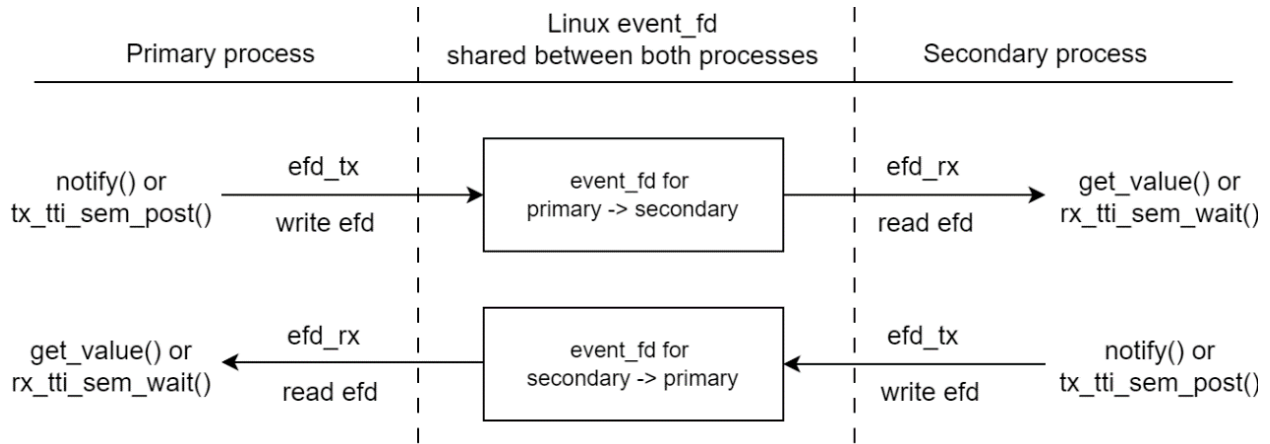 Primary process
Linux event_fd
shared between both processes
Secondary process
notify() or
tx_tti_sem_post()
efd_tx
write efd
event_fd for
primary -> secondary
efd_rx
read efd
get_value() or
rx_tti_sem_wait()
get_value() or
rx_tti_sem_wait()
efd_rx
read efd
event_fd for
secondary -> primary
efd_tx
write efd
notify() or
tx_tti_sem_post()